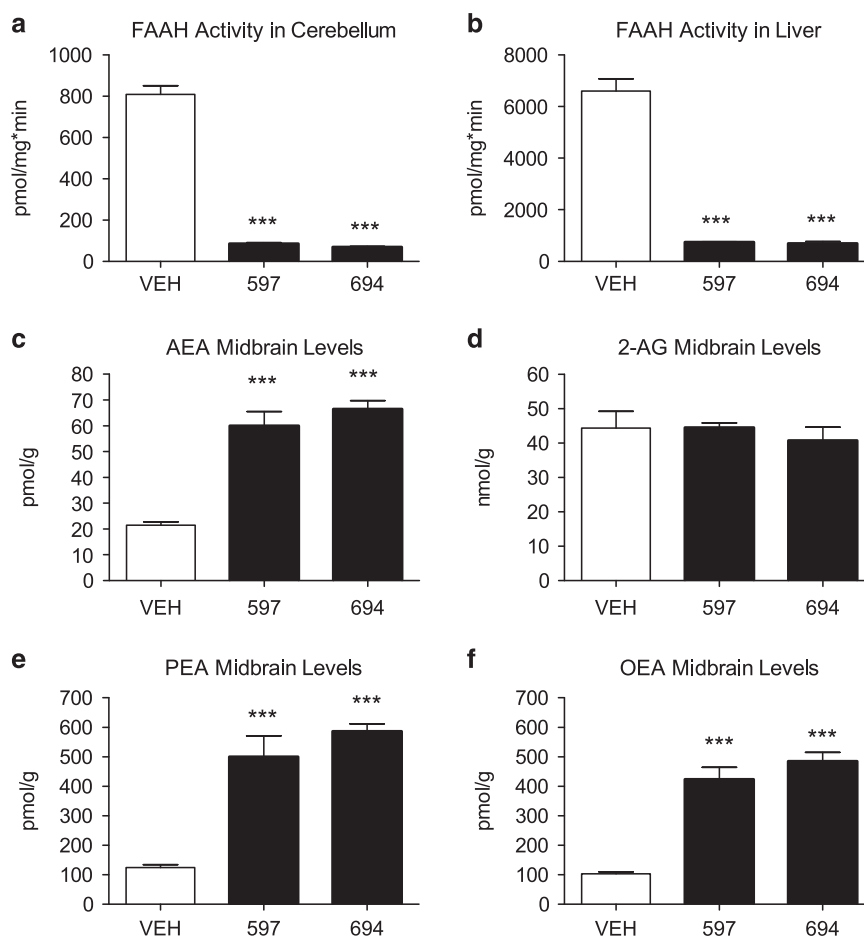 a FAAH Activity in Cerebellum
pmol/mg*min
1000
800
600
400
200
0
*** ***
VEH 597 694
b FAAH Activity in Liver
pmol/mg*min
8000
6000
4000
2000
0
*** ***
VEH 597 694
c AEA Midbrain Levels
pmol/g
80
70
60
50
40
30
20
10
0
*** ***
VEH 597 694
d 2-AG Midbrain Levels
nmol/g
60
50
40
30
20
10
0
VEH 597 694
e PEA Midbrain Levels
pmol/g
700
600
500
400
300
200
100
0
*** ***
VEH 597 694
f OEA Midbrain Levels
pmol/g
700
600
500
400
300
200
100
0
*** ***
VEH 597 694